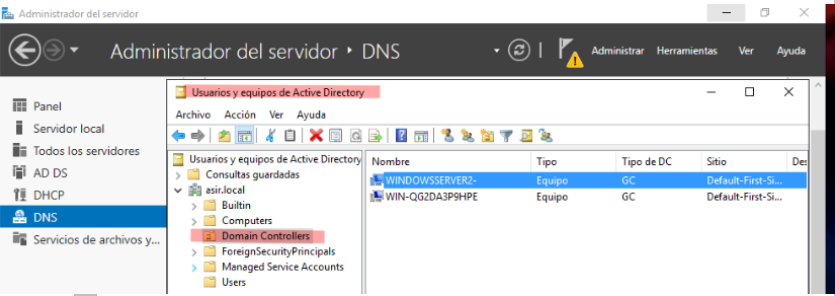 Administrador del servidor
Administrador del servidor ‣ DNS
Administrar Herramientas Ver Ayuda
Panel
Servidor local
Todos los servidores
AD DS
DHCP
DNS
Servicios de archivos y...
Usuarios y equipos de Active Directory
Archivo Acción Ver Ayuda
Usuarios y equipos de Active Directory
Consultas guardadas
asir.local
Builtin
Computers
Domain Controllers
ForeignSecurityPrincipals
Managed Service Accounts
Users
Nombre Tipo Tipo de DC Sitio Des
WINDOWSSERVER2- Equipo GC Default-First-Si...
WIN-QG2DA3P9HPE Equipo GC Default-First-Si...